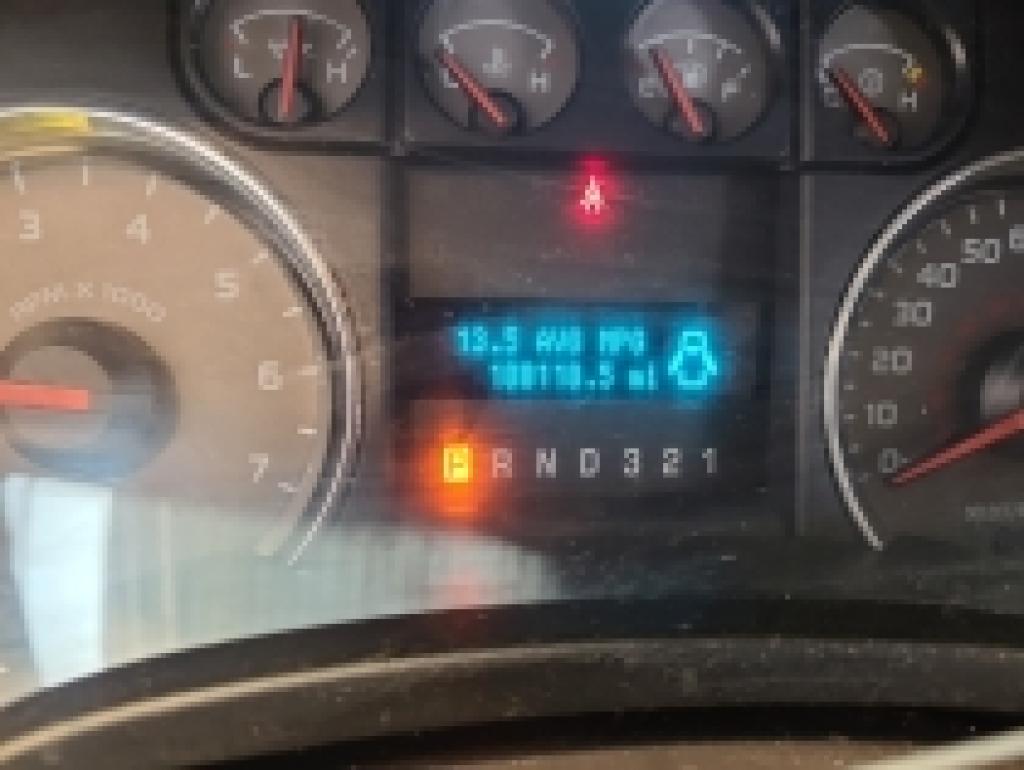 L H
L H
E F
C H
3 4 5 6 7
RPM X 1000
13.5 AVG MPG
mi
P R N D 3 2 1
0 10 20 30 40 50